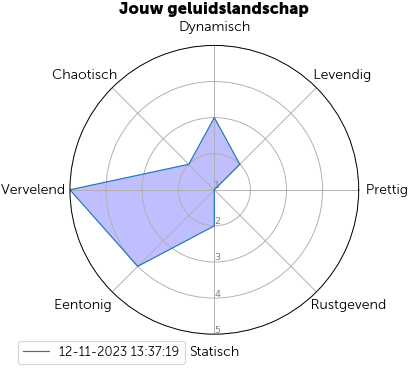 Jouw geluidslandschap
Dynamisch
Chaotisch
Levendig
Vervelend
1
Prettig
2
3
4
Eentonig
Rustgevend
5
12-11-2023 13:37:19
Statisch